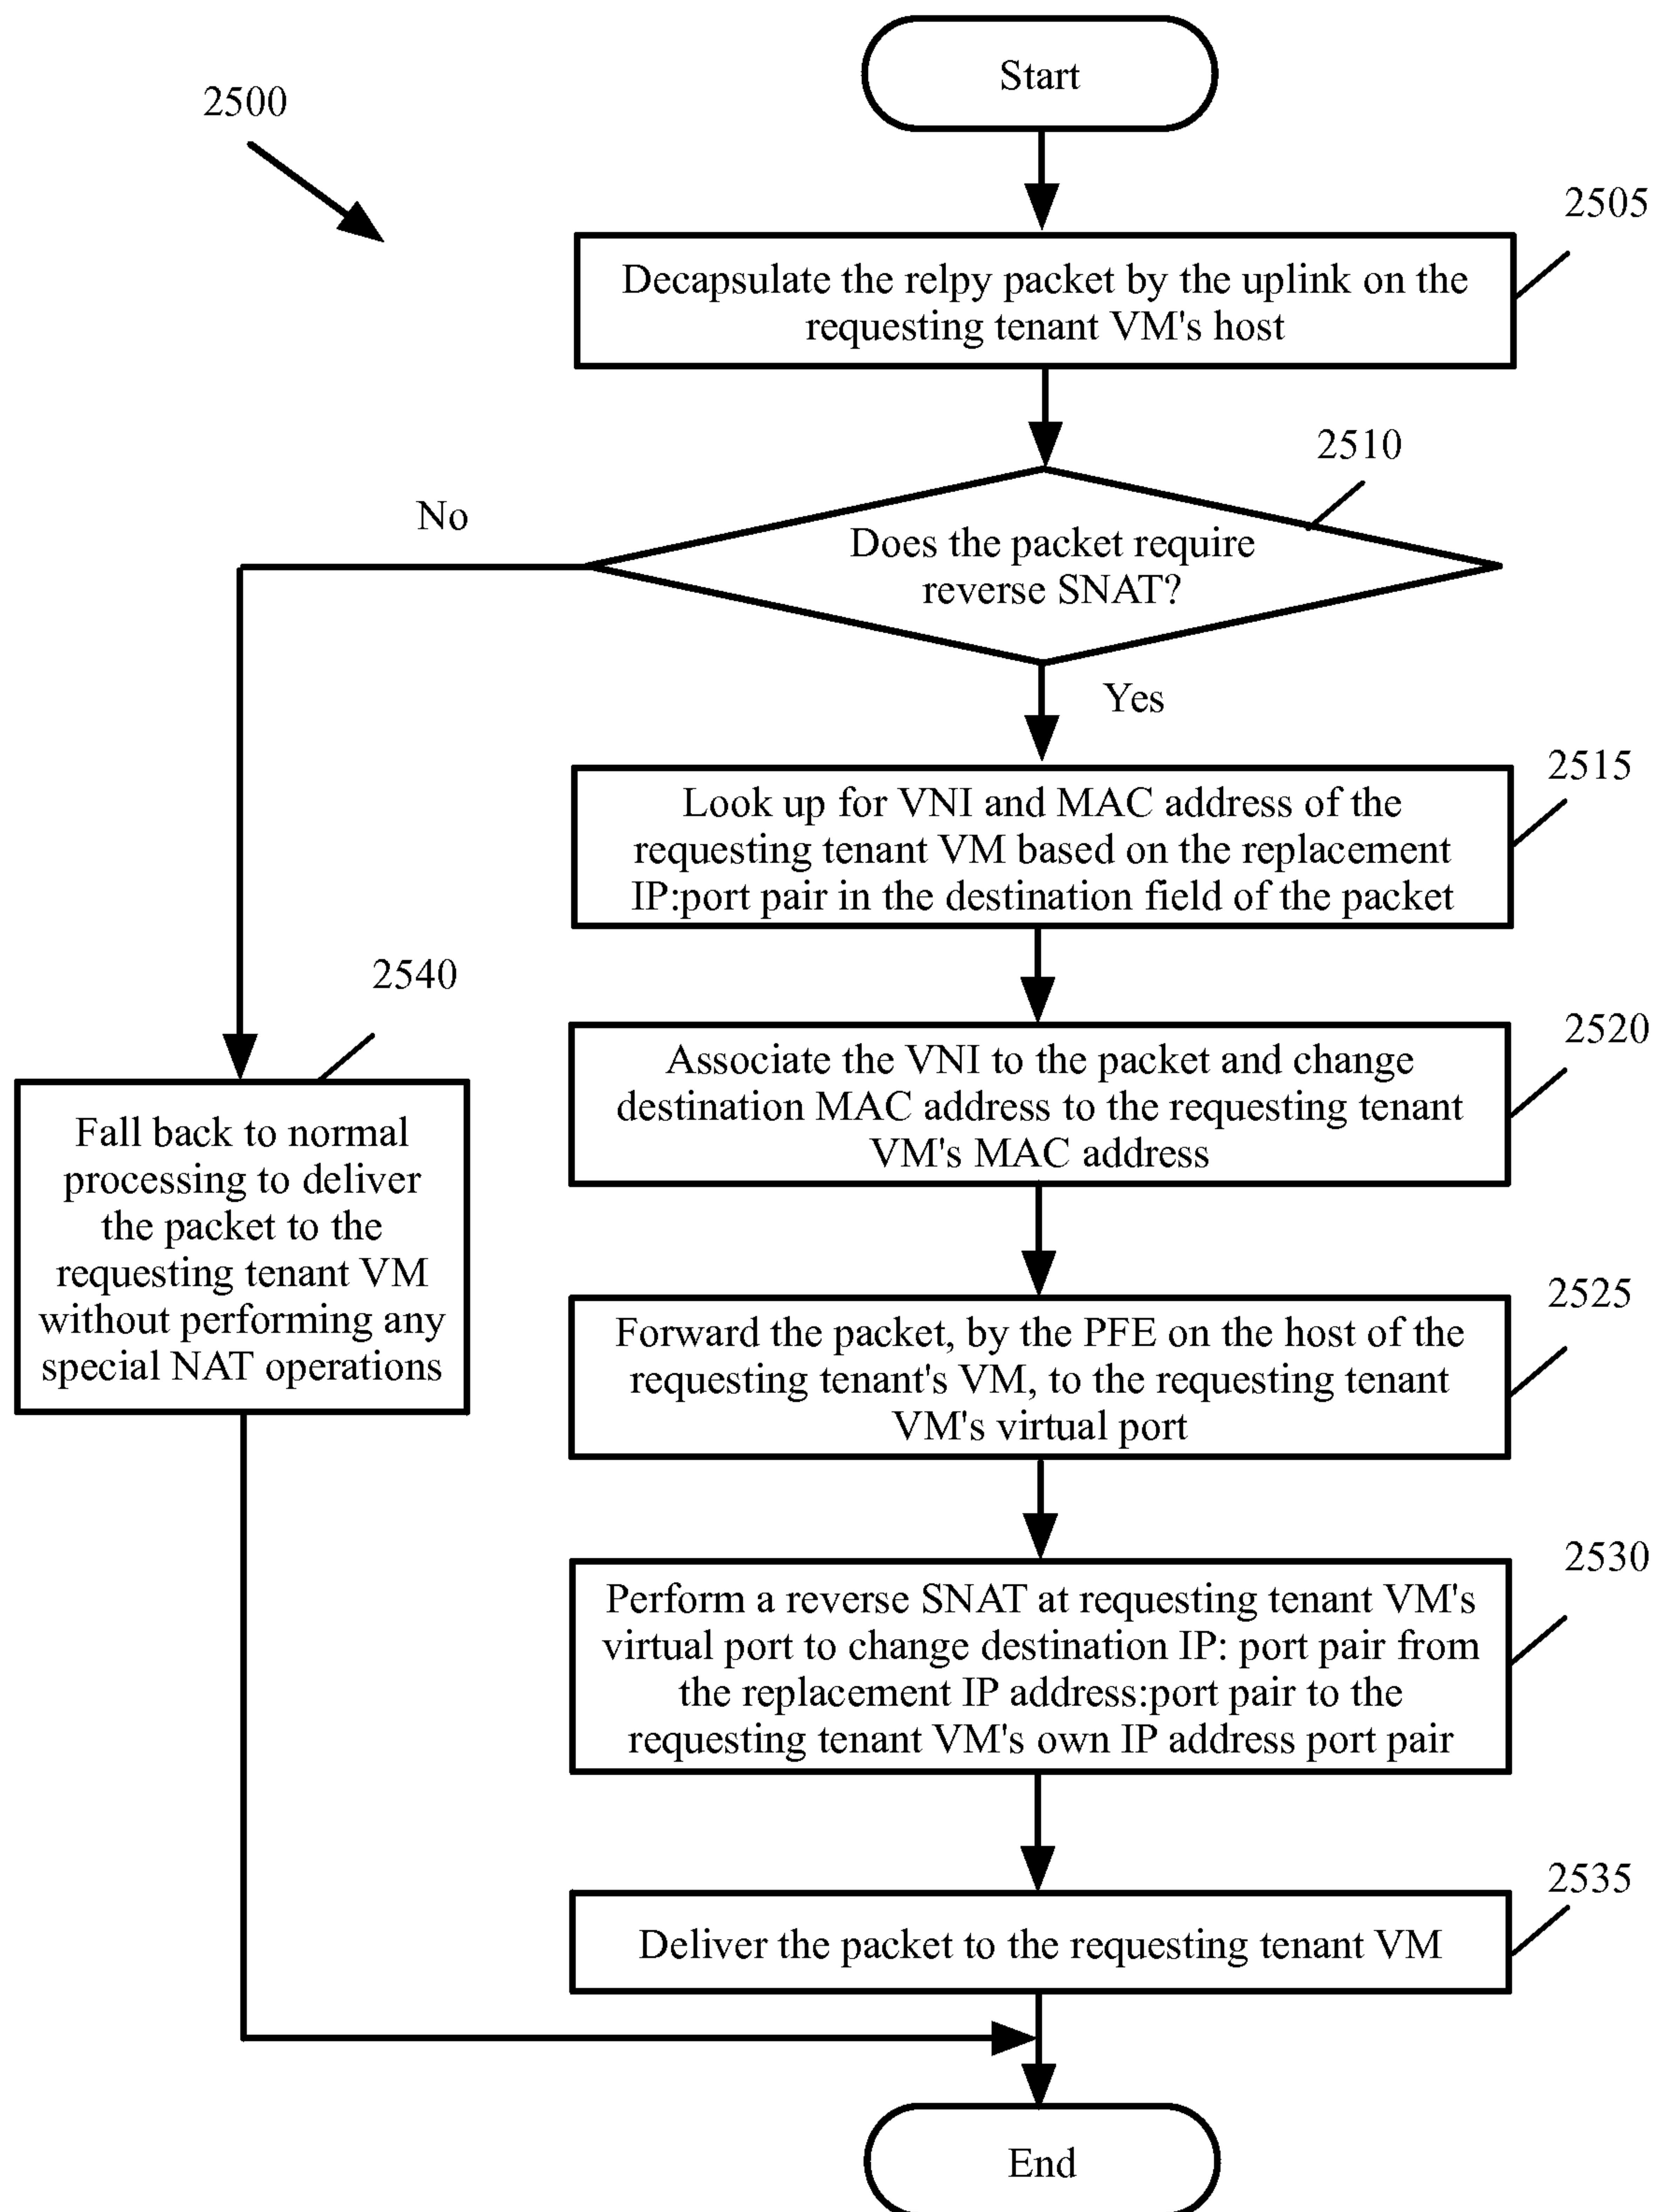 Start
2500
2505
Decapsulate the relpy packet by the uplink on the
requesting tenant VM's host
2510
No
Does the packet require
reverse SNAT?
Yes
2515
Look up for VNI and MAC address of the
requesting tenant VM based on the replacement
IP:port pair in the destination field of the packet
2540
2520
Associate the VNI to the packet and change
destination MAC address to the requesting tenant
VM's MAC address
Fall back to normal
processing to deliver
the packet to the
requesting tenant VM
without performing any
special NAT operations
2525
Forward the packet, by the PFE on the host of the
requesting tenant's VM, to the requesting tenant
VM's virtual port
2530
Perform a reverse SNAT at requesting tenant VM's
virtual port to change destination IP: port pair from
the replacement IP address:port pair to the
requesting tenant VM's own IP address port pair
2535
Deliver the packet to the requesting tenant VM
End